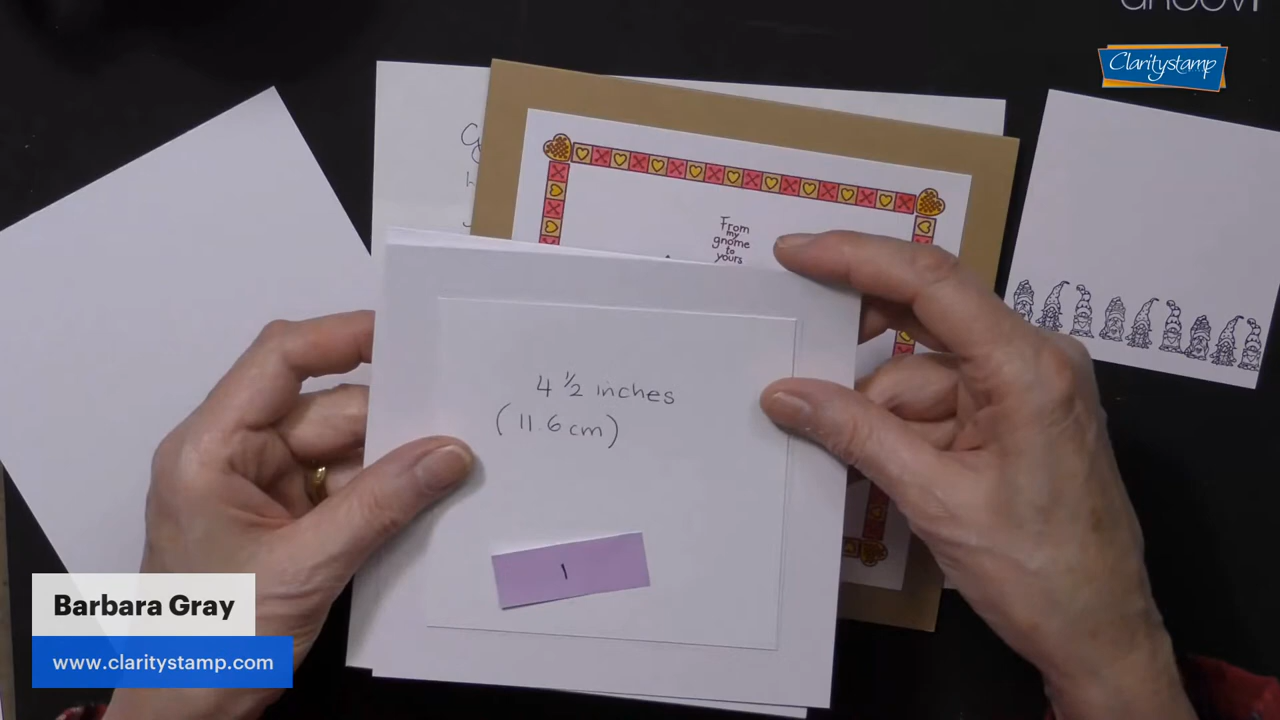 Claritystamp
From
my
gnome
to
yours
4 1/2 inches
(11.6 cm)
1
Barbara Gray
www.claritystamp.com